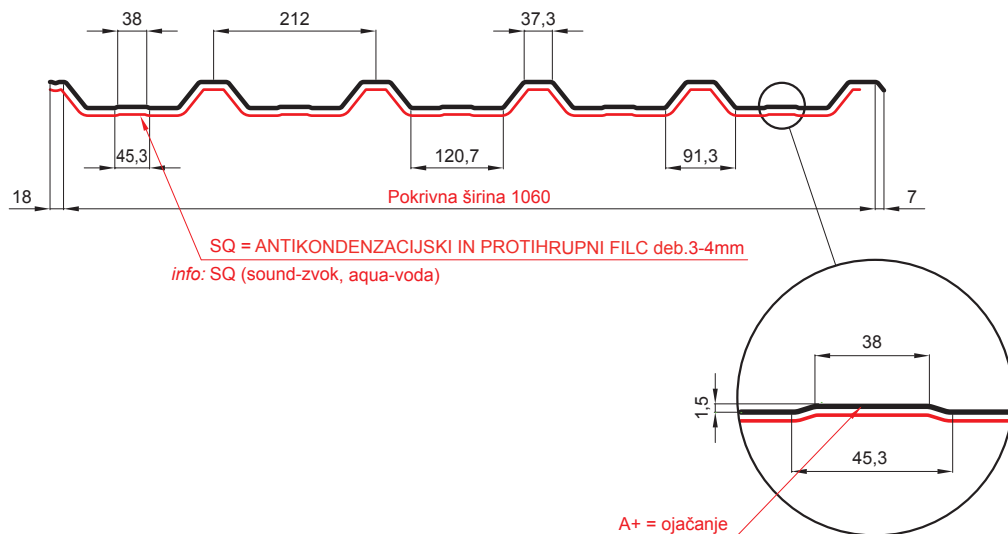 38
212
37,3
45,3
120,7
91,3
18
Pokrivna širina 1060
7
SQ = ANTIKONDENZACIJSKI IN PROTIHRUPNI FILC deb.3-4mm
info: SQ (sound-zvok, aqua-voda)
38
1,5
45,3
A+ = ojačanje